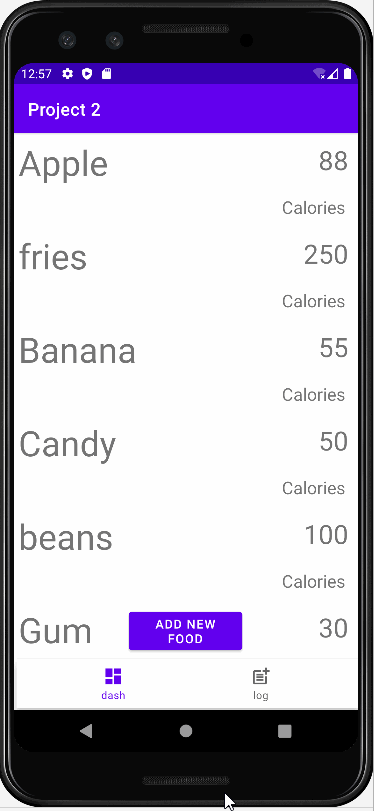 12:57
Project 2
Apple 88
Calories
fries 250
Calories
Banana 55
Calories
Candy 50
Calories
beans 100
Calories
Gum 30
ADD NEW
FOOD
dash log